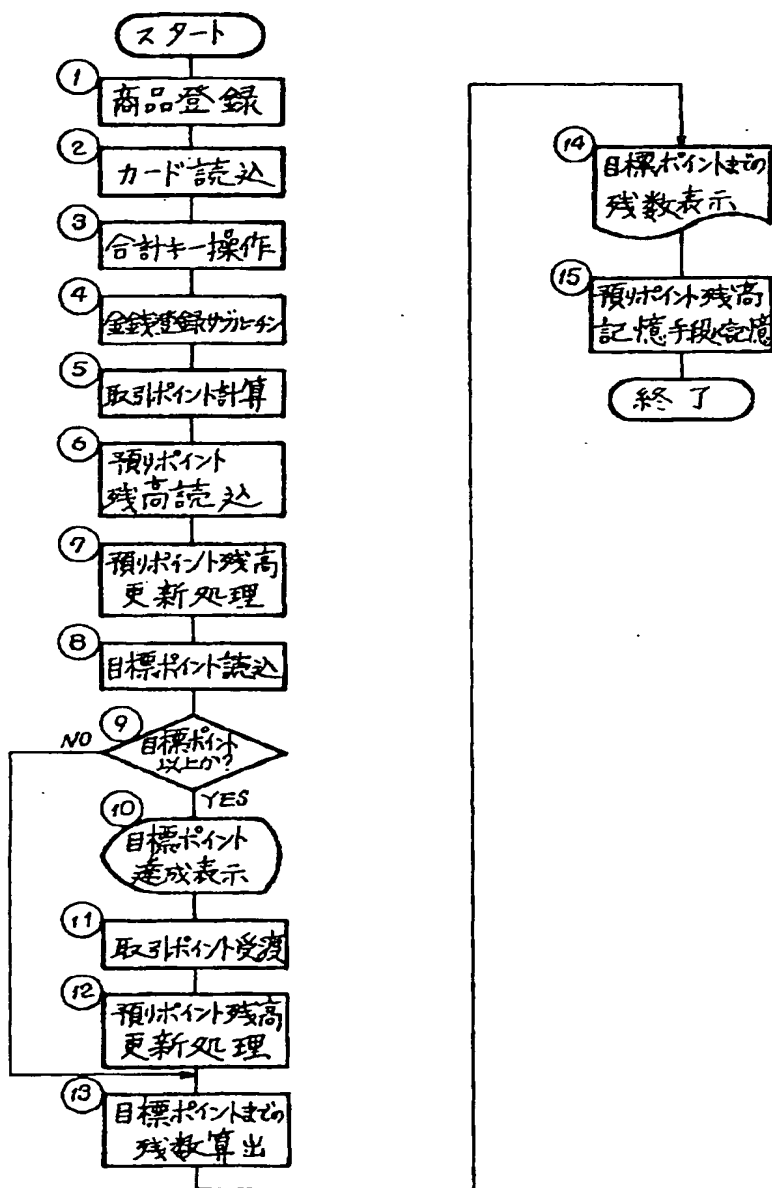 スタート
①
商品登録
②
カード読込
③
合計キー操作
④
金銭登録サブルーチン
⑤
取引ポイント計算
⑥
預りポイント
残高読込
⑦
預りポイント残高
更新処理
⑧
目標ポイント読込
⑨
目標ポイント
以上か?
NO
YES
⑩
目標ポイント
達成表示
⑪
取引ポイント受渡
⑫
預りポイント残高
更新処理
⑬
目標ポイントまでの
残数算出
⑭
目標ポイントまでの
残数表示
⑮
預りポイント残高
記憶手段に記憶
終了